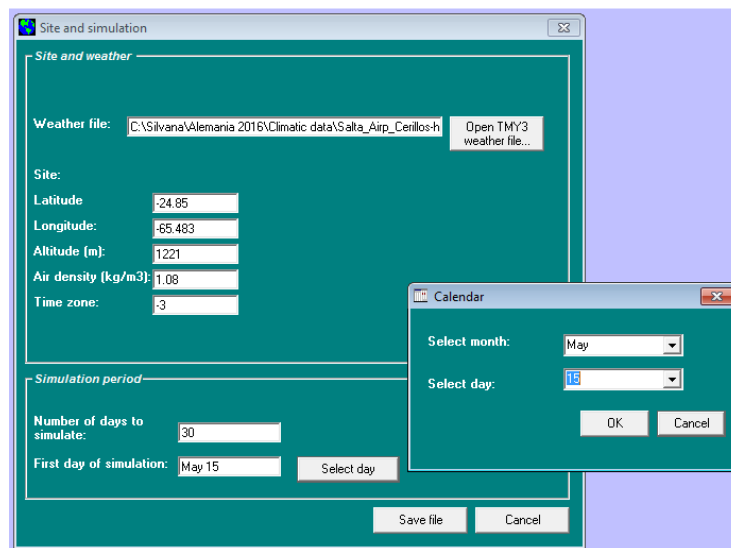 Site and simulation
Site and weather
Weather file: C:\Silvana\Alemania 2016\Climatic data\Salta_Airp_Cerillos-h
Open TMY3
weather file...
Site:
Latitude -24.85
Longitude: -65.483
Altitude (m): 1221
Air density (kg/m3): 1.08
Time zone: -3
Calendar
Select month: May
Select day: 15
OK Cancel
Simulation period
Number of days to
simulate: 30
First day of simulation: May 15 Select day
Save file Cancel